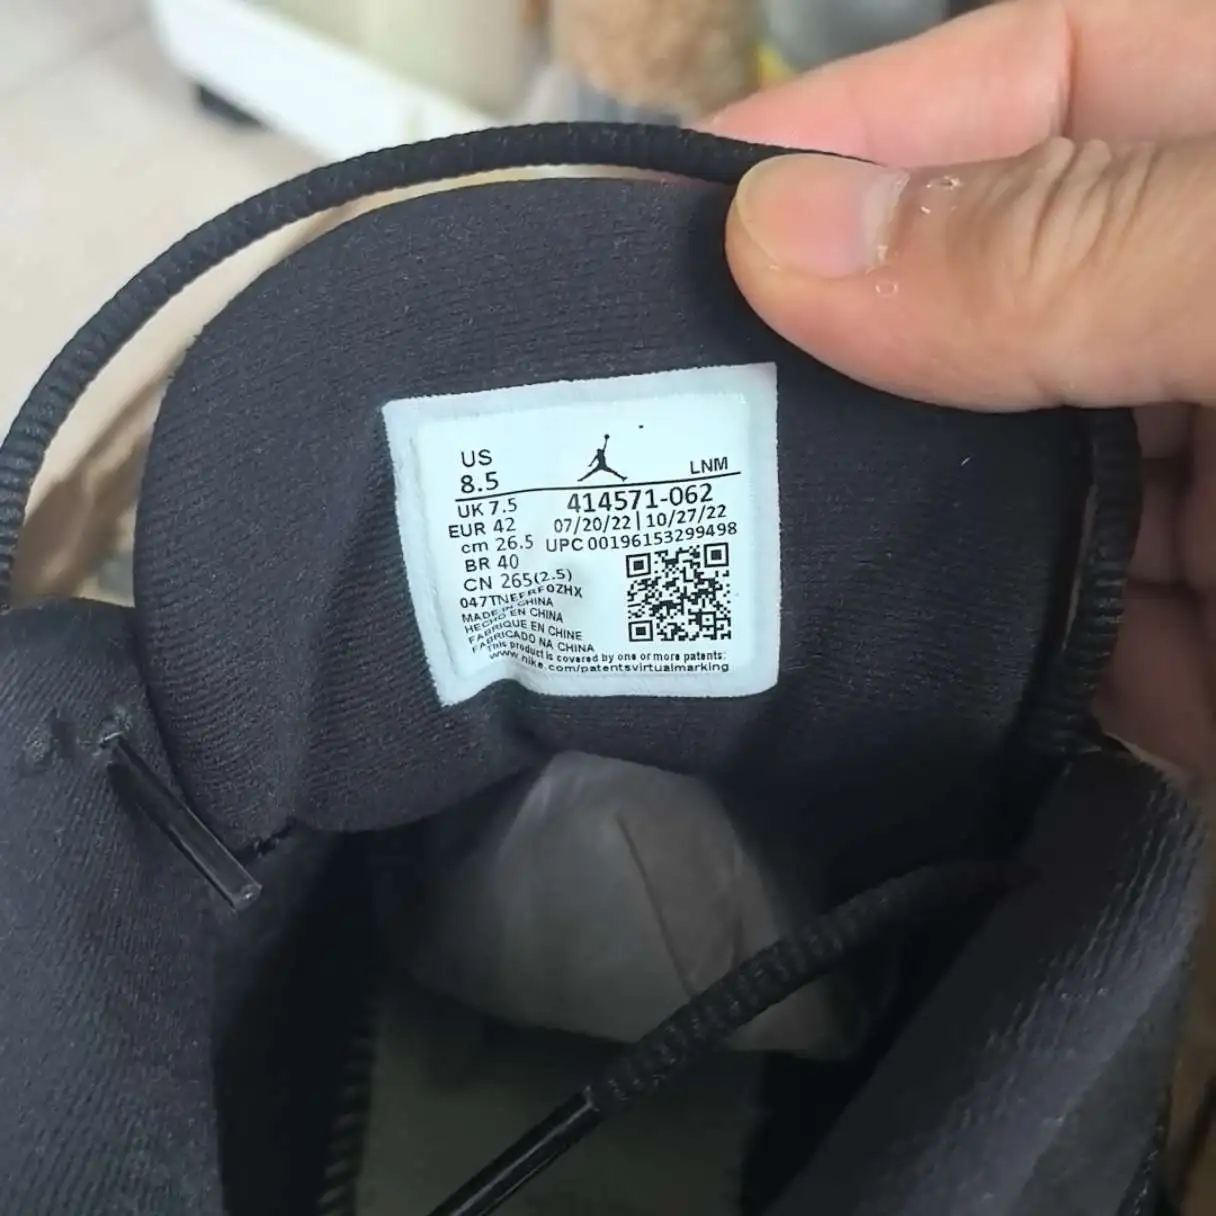 US
8.5
LNM
UK 7.5
414571-062
EUR 42
07/20/22 | 10/27/22
cm 26.5
UPC 00196153299498
BR 40
CN 265(2.5)
MADE IN CHINA
HECHO EN CHINA
FABRIQUE EN CHINE
FABRICADO NA CHINA
This product is covered by one or more patents:
www.nike.com/patentsvirtualmarking